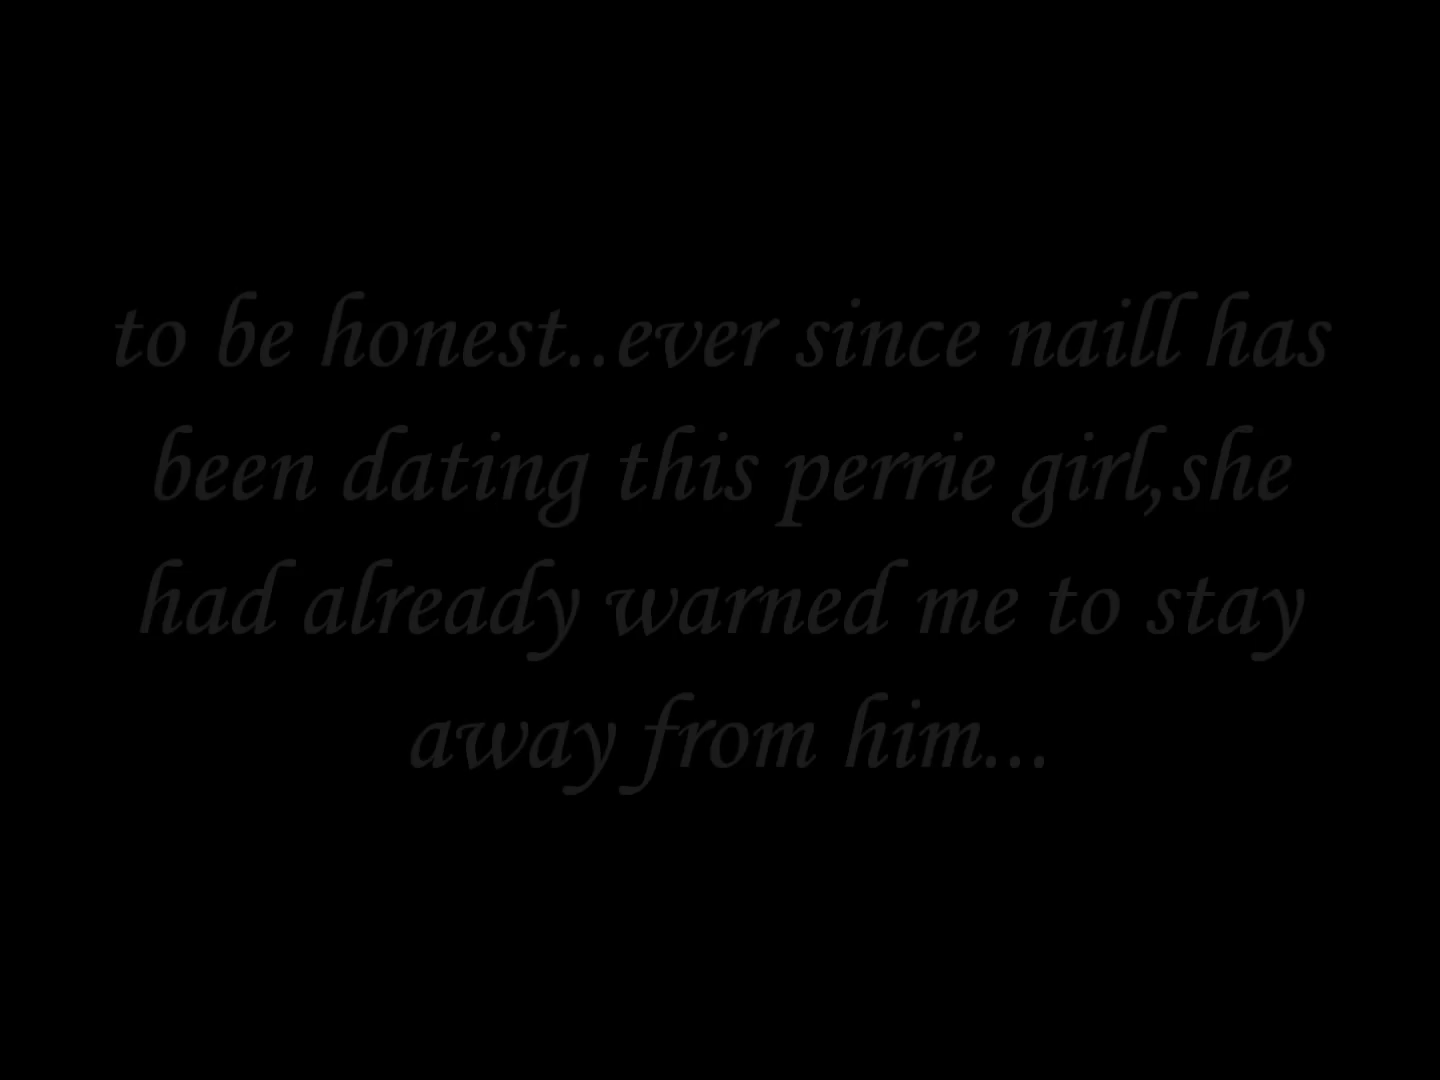 to be honest..ever since naill has
been dating this perrie girl,she
had already warned me to stay
away from him...